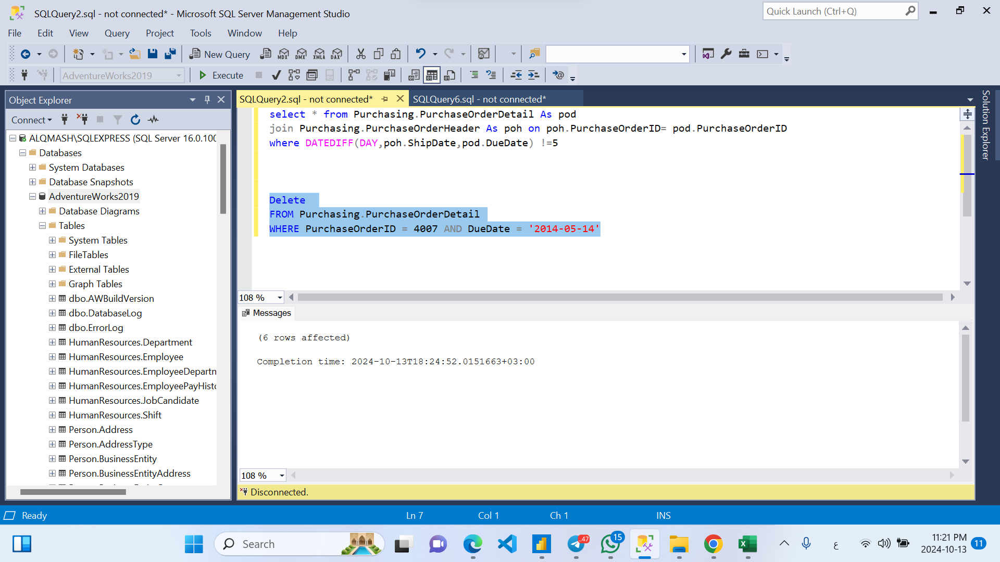 SQLQuery2.sql - not connected* - Microsoft SQL Server Management Studio
Quick Launch (Ctrl+Q)
File Edit View Query Project Tools Window Help
New Query MDX DMX XMLA DAX
AdventureWorks2019 Execute
Object Explorer
Connect
ALQMASH\SQLEXPRESS (SQL Server 16.0.100
Databases
System Databases
Database Snapshots
AdventureWorks2019
Database Diagrams
Tables
System Tables
FileTables
External Tables
Graph Tables
dbo.AWBuildVersion
dbo.DatabaseLog
dbo.ErrorLog
HumanResources.Department
HumanResources.Employee
HumanResources.EmployeeDepartn
HumanResources.EmployeePayHisto
HumanResources.JobCandidate
HumanResources.Shift
Person.Address
Person.AddressType
Person.BusinessEntity
Person.BusinessEntityAddress
SQLQuery2.sql - not connected* SQLQuery6.sql - not connected*
select * from Purchasing.PurchaseOrderDetail As pod
join Purchasing.PurchaseOrderHeader As poh on poh.PurchaseOrderID= pod.PurchaseOrderID
where DATEDIFF(DAY,poh.ShipDate,pod.DueDate) !=5
Delete
FROM Purchasing.PurchaseOrderDetail
WHERE PurchaseOrderID = 4007 AND DueDate = '2014-05-14'
108 %
Messages
(6 rows affected)
Completion time: 2024-10-13T18:24:52.0151663+03:00
108 %
Disconnected.
Solution Explorer
Ready Ln 7 Col 1 Ch 1 INS
Search
..47
15
ع
11:21 PM
2024-10-13
11